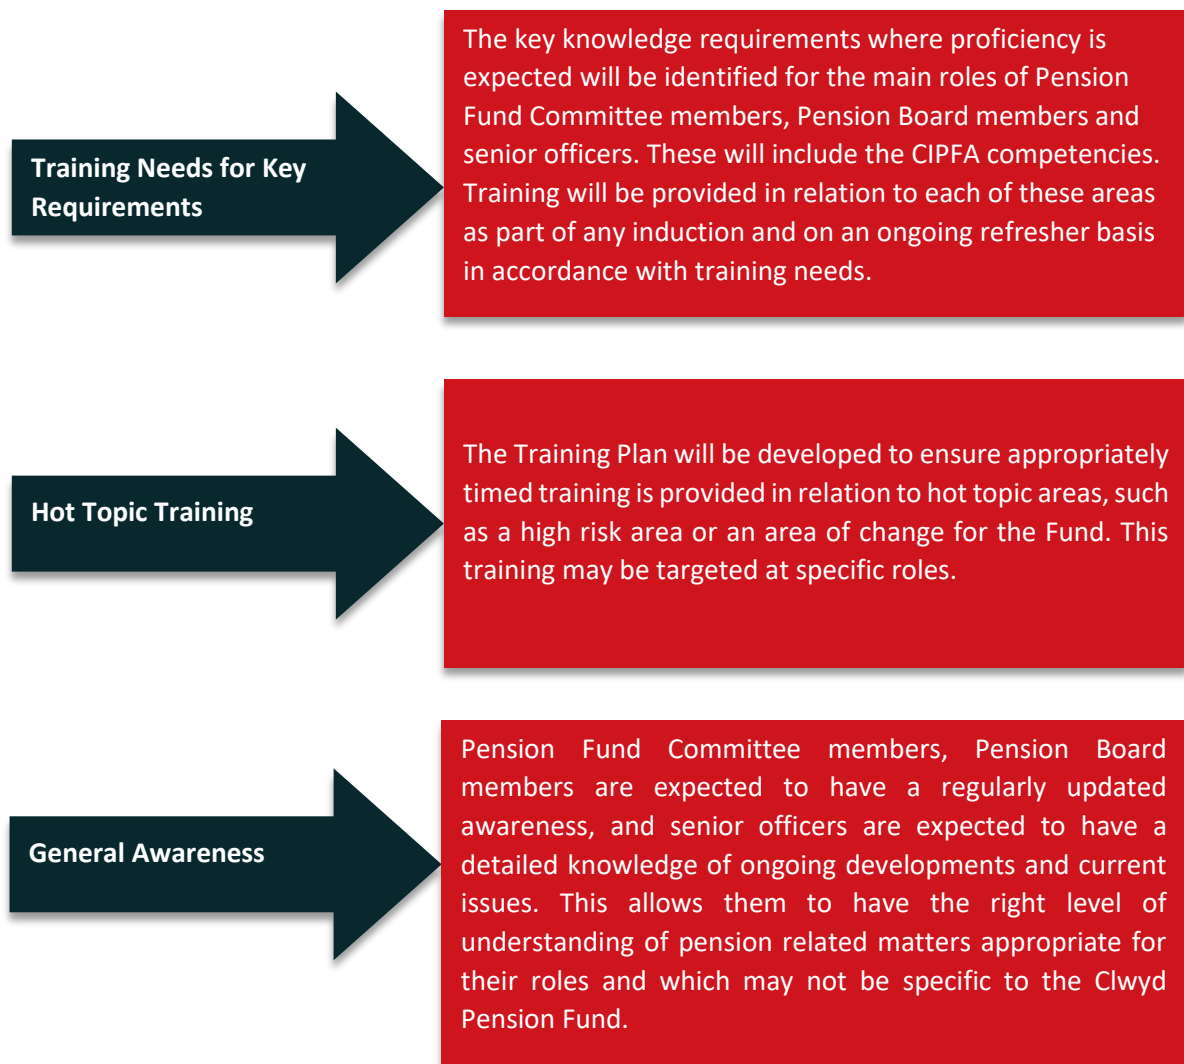 The key knowledge requirements where proficiency is
expected will be identified for the main roles of Pension
Fund Committee members, Pension Board members and
senior officers. These will include the CIPFA competencies.
Training will be provided in relation to each of these areas
as part of any induction and on an ongoing refresher basis
in accordance with training needs.
Training Needs for Key
Requirements
The Training Plan will be developed to ensure appropriately
timed training is provided in relation to hot topic areas, such
as a high risk area or an area of change for the Fund. This
training may be targeted at specific roles.
Hot Topic Training
Pension Fund Committee members, Pension Board
members are expected to have a regularly updated
awareness, and senior officers are expected to have a
detailed knowledge of ongoing developments and current
issues. This allows them to have the right level of
understanding of pension related matters appropriate for
their roles and which may not be specific to the Clwyd
Pension Fund.
General Awareness